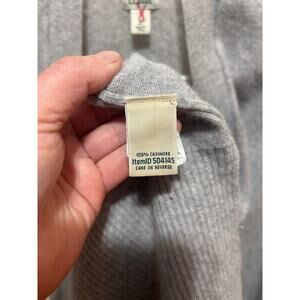 100% CASHMERE
ItemID 504145
CARE ON REVERSE